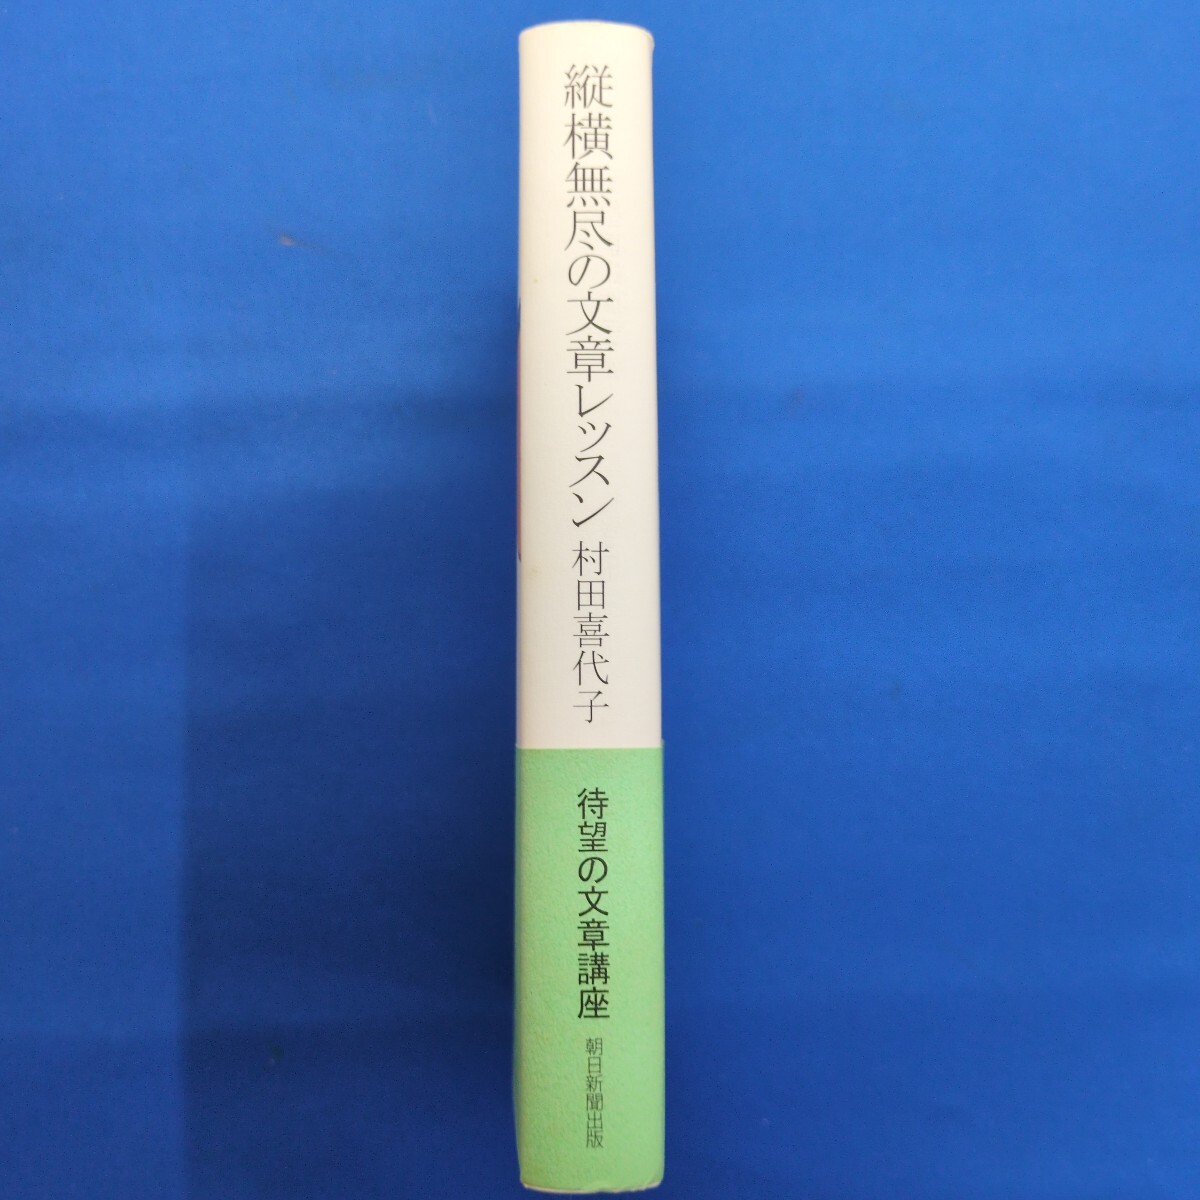 縦横無尽の文章レッスン
村田喜代子
待望の文章講座
朝日新聞出版